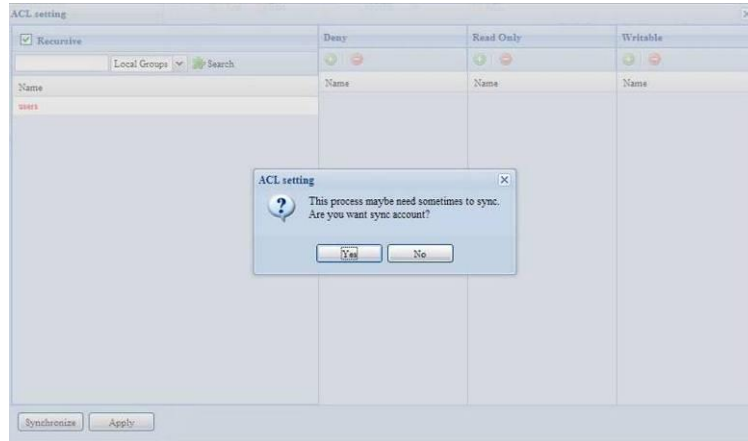 ACL setting
Recursive
Deny
Read Only
Writable
Local Groups
Search
Name
Name
Name
Name
users
ACL setting
This process maybe need sometimes to sync.
Are you want sync account?
Yes
No
Synchronize
Apply